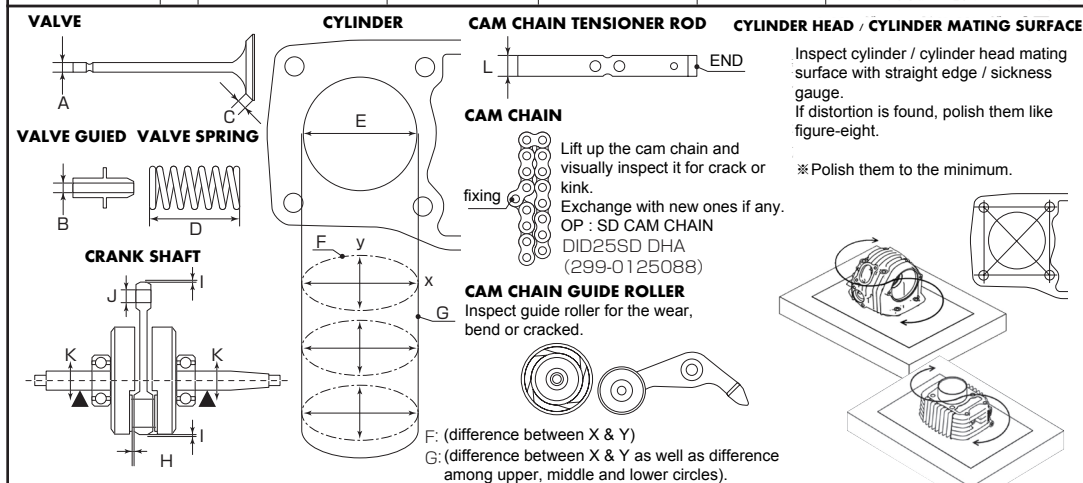 VALVE
A
C
VALVE GUIED
B
VALVE SPRING
D
CRANK SHAFT
I
J
K
K
I
H
CYLINDER
E
F
y
x
G
CAM CHAIN TENSIONER ROD
L
END
CAM CHAIN
fixing
Lift up the cam chain and
visually inspect it for crack or
kink.
Exchange with new ones if any.
OP : SD CAM CHAIN
DID25SD DHA
(299-0125088)
CAM CHAIN GUIDE ROLLER
Inspect guide roller for the wear,
bend or cracked.
F: (difference between X & Y)
G: (difference between X & Y as well as difference
among upper, middle and lower circles).
CYLINDER HEAD / CYLINDER MATING SURFACE
Inspect cylinder / cylinder head mating
surface with straight edge / sickness
gauge.
If distortion is found, polish them like
figure-eight.
※Polish them to the minimum.